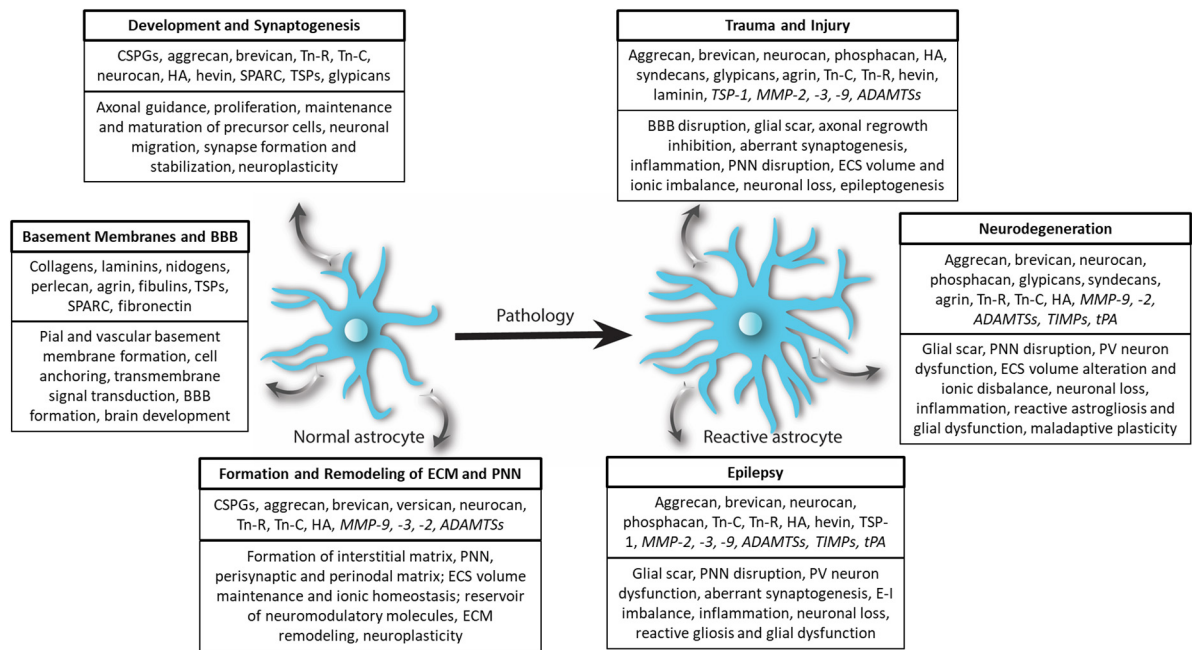 Development and Synaptogenesis
CSPGs, aggrecan, brevican, Tn-R, Tn-C,
neurocan, HA, hevin, SPARC, TSPs, glypicans
Axonal guidance, proliferation, maintenance
and maturation of precursor cells, neuronal
migration, synapse formation and
stabilization, neuroplasticity
Trauma and Injury
Aggrecan, brevican, neurocan, phosphacan, HA,
syndecans, glypicans, agrin, Tn-C, Tn-R, hevin,
laminin, TSP-1, MMP-2, -3, -9, ADAMTSs
BBB disruption, glial scar, axonal regrowth
inhibition, aberrant synaptogenesis,
inflammation, PNN disruption, ECS volume and
ionic imbalance, neuronal loss, epileptogenesis
Basement Membranes and BBB
Collagens, laminins, nidogens,
perlecan, agrin, fibulins, TSPs,
SPARC, fibronectin
Pial and vascular basement
membrane formation, cell
anchoring, transmembrane
signal transduction, BBB
formation, brain development
Normal astrocyte
Pathology
Reactive astrocyte
Neurodegeneration
Aggrecan, brevican, neurocan,
phosphacan, glypicans, syndecans,
agrin, Tn-R, Tn-C, HA, MMP-9, -2,
ADAMTSs, TIMPs, tPA
Glial scar, PNN disruption, PV neuron
dysfunction, ECS volume alteration and
ionic disbalance, neuronal loss,
inflammation, reactive astrogliosis and
glial dysfunction, maladaptive plasticity
Formation and Remodeling of ECM and PNN
CSPGs, aggrecan, brevican, versican, neurocan,
Tn-R, Tn-C, HA, MMP-9, -3, -2, ADAMTSs
Formation of interstitial matrix, PNN,
perisynaptic and perinodal matrix; ECS volume
maintenance and ionic homeostasis; reservoir
of neuromodulatory molecules, ECM
remodeling, neuroplasticity
Epilepsy
Aggrecan, brevican, neurocan,
phosphacan, Tn-C, Tn-R, HA, hevin, TSP-
1, MMP-2, -3, -9, ADAMTSs, TIMPs, tPA
Glial scar, PNN disruption, PV neuron
dysfunction, aberrant synaptogenesis, E-I
imbalance, inflammation, neuronal loss,
reactive gliosis and glial dysfunction